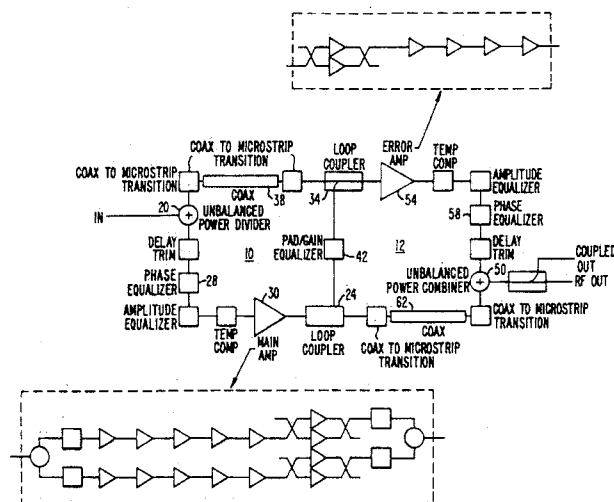 COAX TO MICROSTRIP TRANSITION
LOOP
COUPLER
ERROR
AMP
TEMP
COMP
COAX TO MICROSTRIP
TRANSITION
COAX
38
34
54
AMPLITUDE
EQUALIZER
IN
20
UNBALANCED
POWER DIVIDER
58
PHASE
EQUALIZER
DELAY
TRIM
10
PAD/GAIN
EQUALIZER
42
12
DELAY
TRIM
COUPLED
OUT
PHASE
EQUALIZER
28
UNBALANCED
POWER COMBINER
50
RF OUT
AMPLITUDE
EQUALIZER
30
24
62
TEMP
COMP
MAIN
AMP
LOOP
COUPLER
COAX
COAX TO MICROSTRIP
TRANSITION
COAX TO MICROSTRIP
TRANSITION